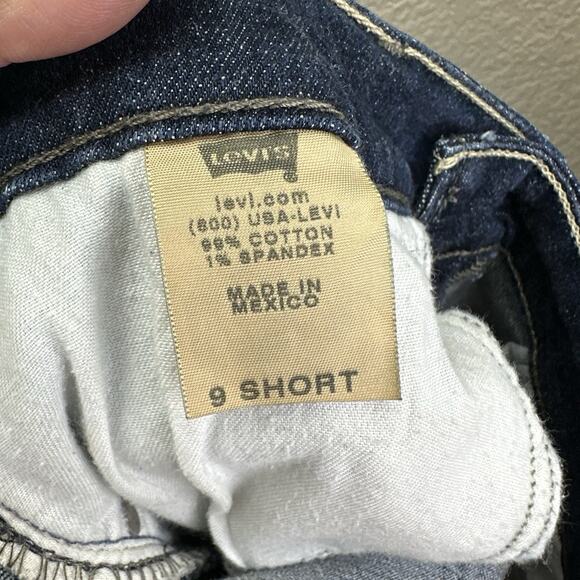 LEVI'S
levi.com
(800) USA-LEVI
99% COTTON
1% SPANDEX
MADE IN
MEXICO
9 SHORT